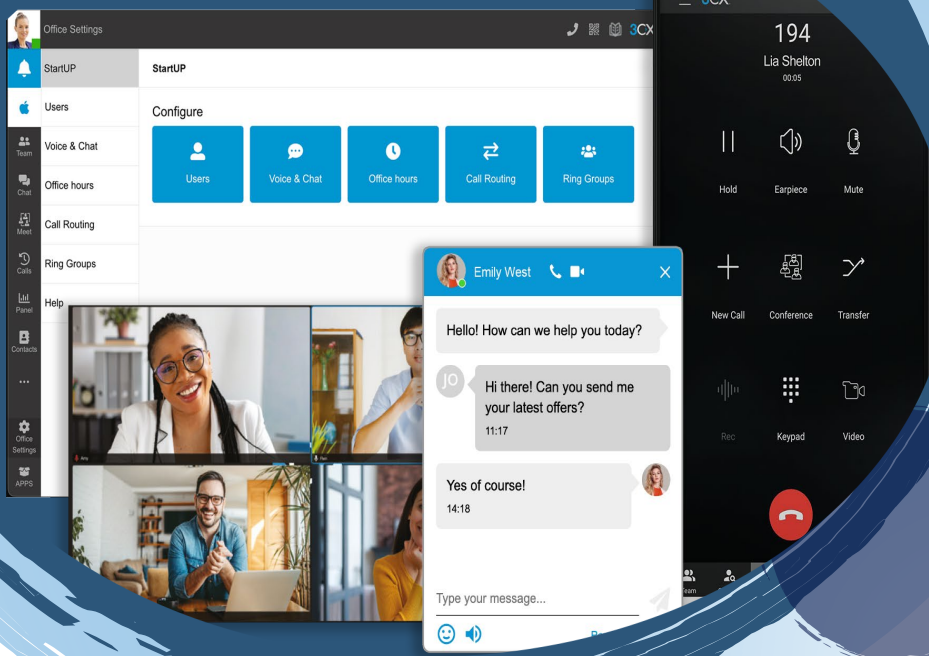 Office Settings
3CX
StartUP
Users
Voice & Chat
Office hours
Call Routing
Ring Groups
Help
Team
Chat
Meet
Calls
Panel
Contacts
Office
Settings
APPS
StartUP
Configure
Users
Voice & Chat
Office hours
Call Routing
Ring Groups
Amy
Emily West
Hello! How can we help you today?
JO
Hi there! Can you send me
your latest offers?
11:17
Yes of course!
14:18
Type your message...
3CX
194
Lia Shelton
00:05
Hold
Earpiece
Mute
New Call
Conference
Transfer
Rec
Keypad
Video